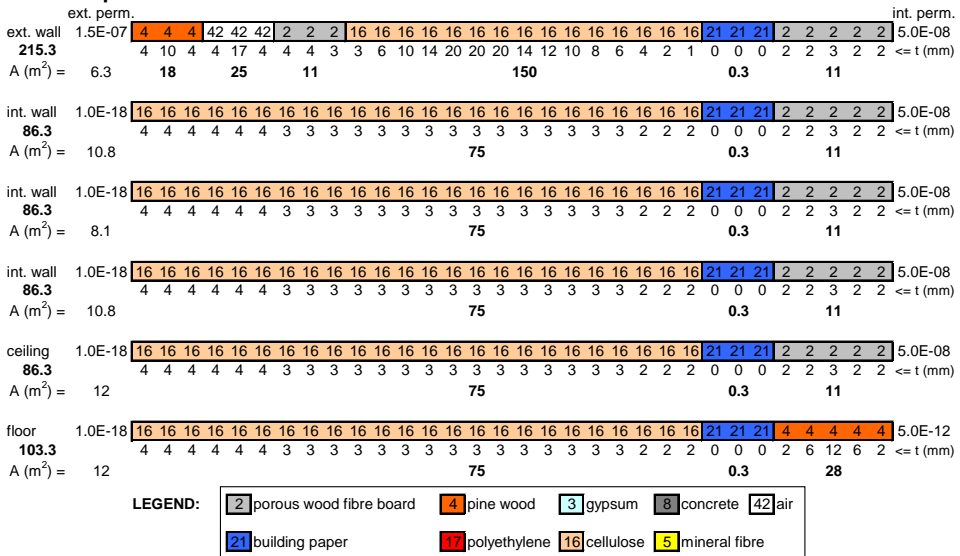 ext. perm. int. perm.
ext. wall 1.5E-07 4 4 4 42 42 42 2 2 2 16 16 16 16 16 16 16 16 16 16 16 16 16 16 16 21 21 21 2 2 2 2 2 5.0E-08
215.3 4 10 4 4 17 4 4 4 3 3 6 10 14 20 20 20 14 12 10 8 6 4 2 1 0 0 0 2 2 3 2 2 <= t (mm)
A (m²) = 6.3 18 25 11 150 0.3 11
int. wall 1.0E-18 16 16 16 16 16 16 16 16 16 16 16 16 16 16 16 16 16 16 16 16 16 16 16 16 21 21 21 2 2 2 2 2 5.0E-08
86.3 4 4 4 4 4 4 3 3 3 3 3 3 3 3 3 3 3 3 3 3 3 2 2 2 0 0 0 2 2 3 2 2 <= t (mm)
A (m²) = 10.8 75 0.3 11
int. wall 1.0E-18 16 16 16 16 16 16 16 16 16 16 16 16 16 16 16 16 16 16 16 16 16 16 16 16 21 21 21 2 2 2 2 2 5.0E-08
86.3 4 4 4 4 4 4 3 3 3 3 3 3 3 3 3 3 3 3 3 3 3 2 2 2 0 0 0 2 2 3 2 2 <= t (mm)
A (m²) = 8.1 75 0.3 11
int. wall 1.0E-18 16 16 16 16 16 16 16 16 16 16 16 16 16 16 16 16 16 16 16 16 16 16 16 16 21 21 21 2 2 2 2 2 5.0E-08
86.3 4 4 4 4 4 4 3 3 3 3 3 3 3 3 3 3 3 3 3 3 3 2 2 2 0 0 0 2 2 3 2 2 <= t (mm)
A (m²) = 10.8 75 0.3 11
ceiling 1.0E-18 16 16 16 16 16 16 16 16 16 16 16 16 16 16 16 16 16 16 16 16 16 16 16 16 21 21 21 2 2 2 2 2 5.0E-08
86.3 4 4 4 4 4 4 3 3 3 3 3 3 3 3 3 3 3 3 3 3 3 2 2 2 0 0 0 2 2 3 2 2 <= t (mm)
A (m²) = 12 75 0.3 11
floor 1.0E-18 16 16 16 16 16 16 16 16 16 16 16 16 16 16 16 16 16 16 16 16 16 16 16 16 21 21 21 4 4 4 4 4 5.0E-12
103.3 4 4 4 4 4 4 3 3 3 3 3 3 3 3 3 3 3 3 3 3 3 2 2 2 0 0 0 2 6 12 6 2 <= t (mm)
A (m²) = 12 75 0.3 28
LEGEND: 2 porous wood fibre board 4 pine wood 3 gypsum 8 concrete 42 air
21 building paper 17 polyethylene 16 cellulose 5 mineral fibre